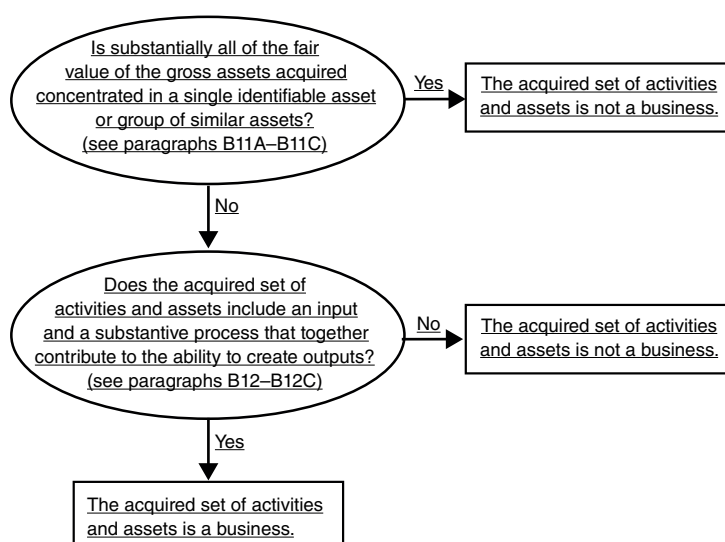 Is substantially all of the fair
value of the gross assets acquired
concentrated in a single identifiable asset
or group of similar assets?
(see paragraphs B11A–B11C)
Yes
The acquired set of activities
and assets is not a business.
No
Does the acquired set of
activities and assets include an input
and a substantive process that together
contribute to the ability to create outputs?
(see paragraphs B12–B12C)
No
The acquired set of activities
and assets is not a business.
Yes
The acquired set of activities
and assets is a business.